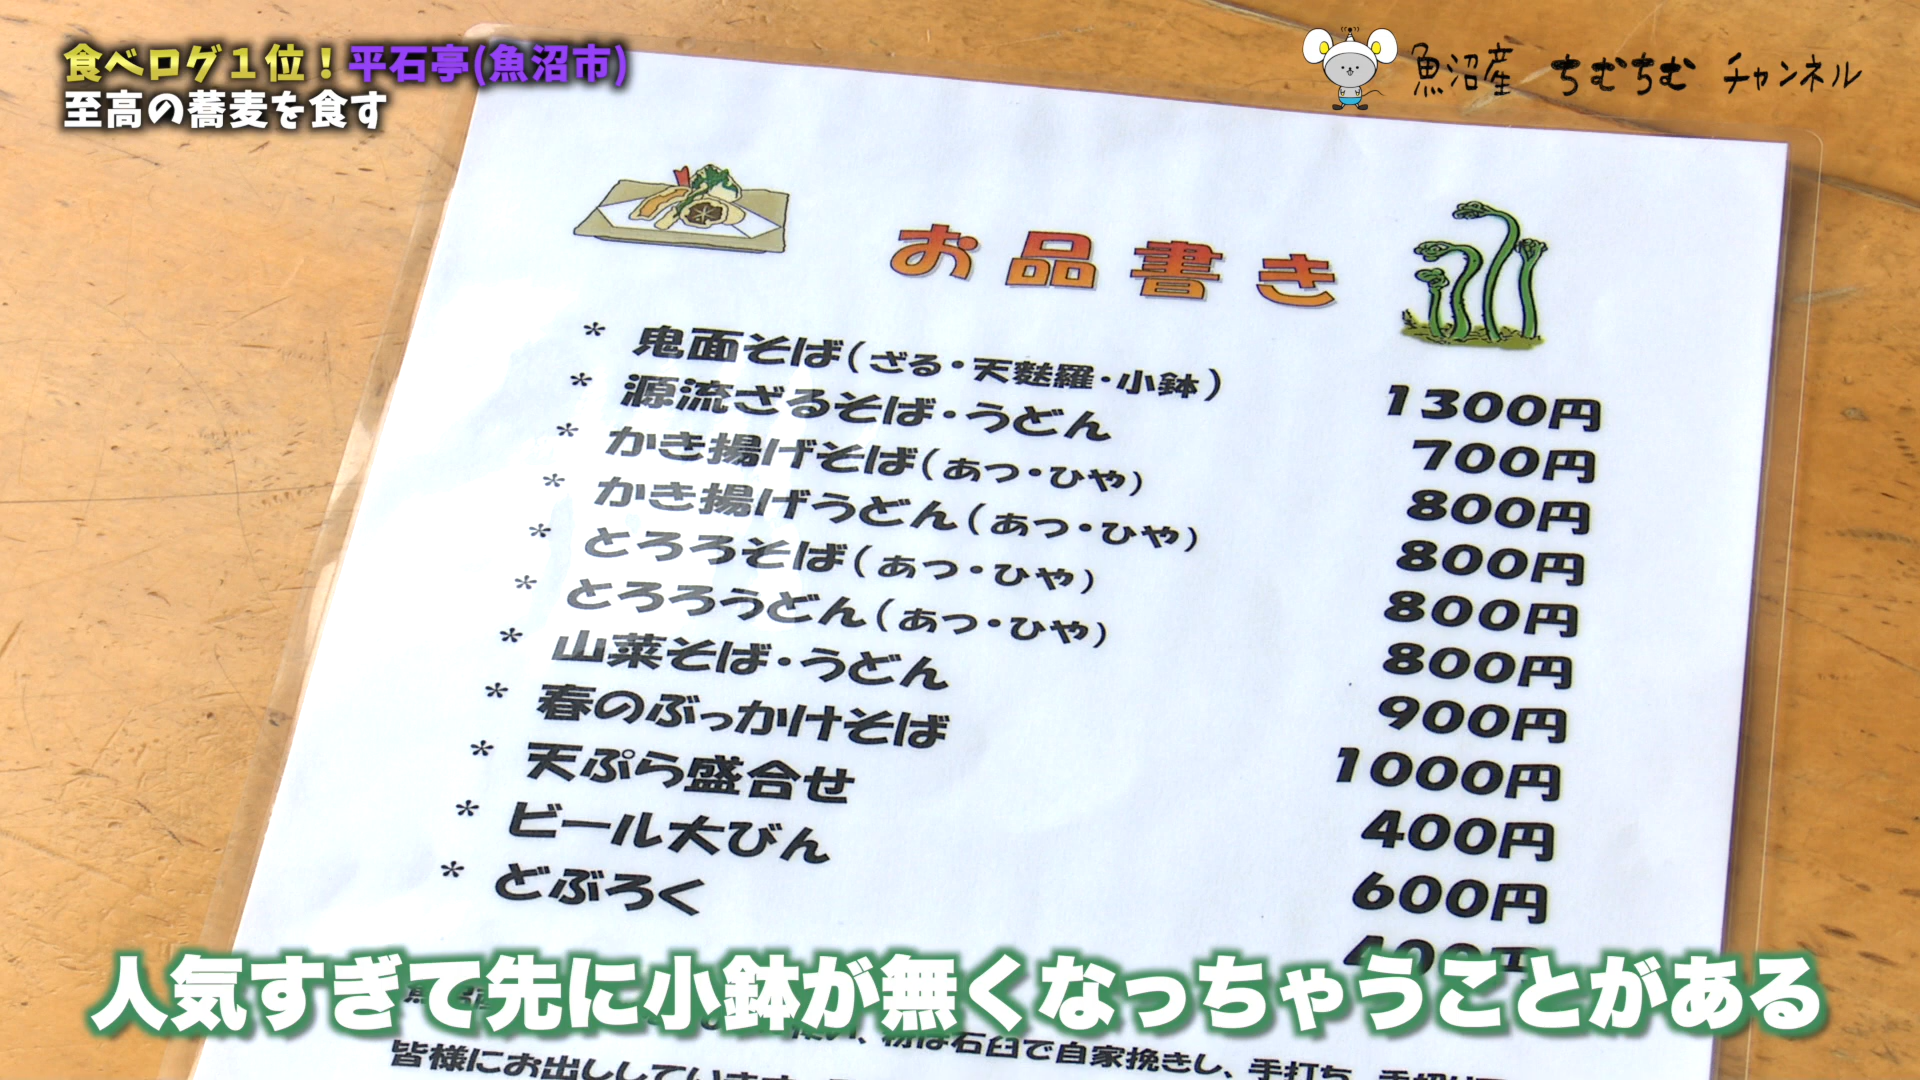 食べログ1位！平石亭(魚沼市)
至高の蕎麦を食す
魚沼産 ちむちむ チャンネル
お品書き
* 鬼面そば(ざる・天麩羅・小鉢) 1300円
* 源流ざるそば・うどん 700円
* かき揚げそば(あつ・ひや) 800円
* かき揚げうどん(あつ・ひや) 800円
* とろろそば(あつ・ひや) 800円
* とろろうどん(あつ・ひや) 800円
* 山菜そば・うどん 900円
* 春のぶっかけそば 1000円
* 天ぷら盛合せ 400円
* ビール大びん 600円
* どぶろく 400円
人気すぎて先に小鉢が無くなっちゃうことがある
石臼で自家挽きし、手打ち、
皆様にお出ししています